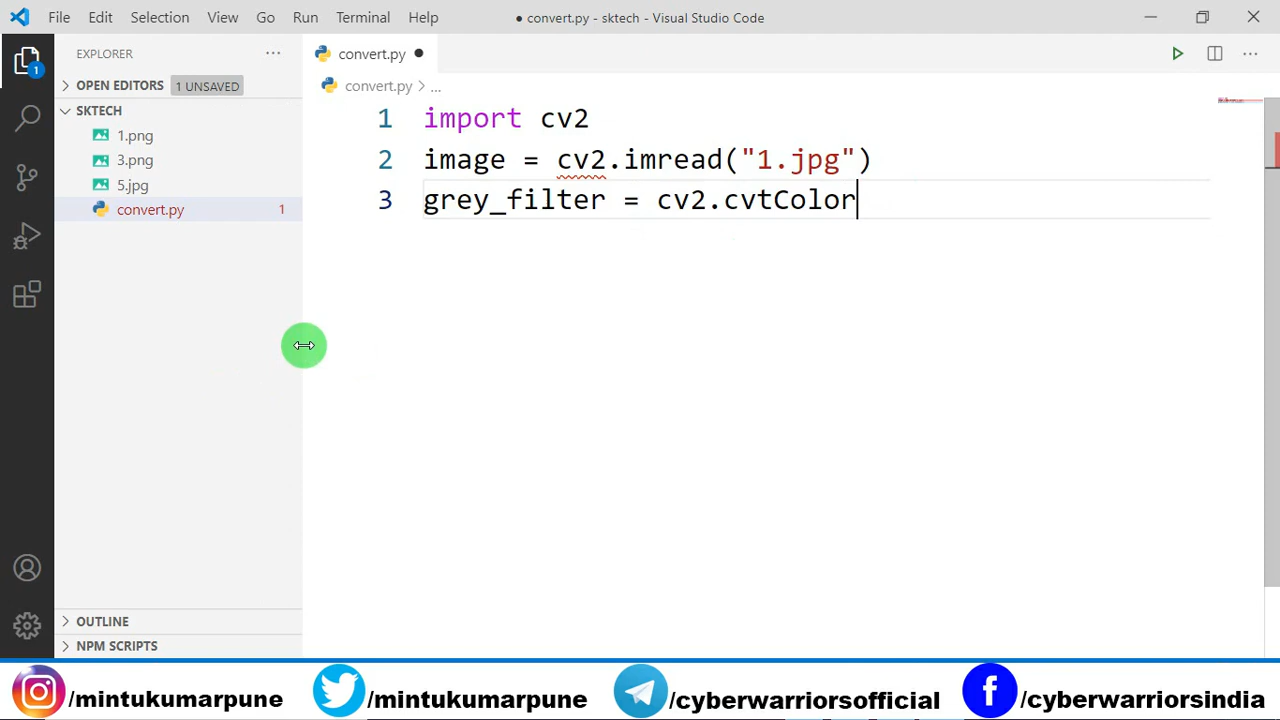 File Edit Selection View Go Run Terminal Help ● convert.py - sktech - Visual Studio Code
EXPLORER ···
OPEN EDITORS 1 UNSAVED
SKTECH
1.png
3.png
5.jpg
convert.py 1
OUTLINE
NPM SCRIPTS
1
convert.py ●
convert.py > ...
1 import cv2
2 image = cv2.imread("1.jpg")
3 grey_filter = cv2.cvtColor
/mintukumarpune /mintukumarpune /cyberwarriorsofficial /cyberwarriorsindia